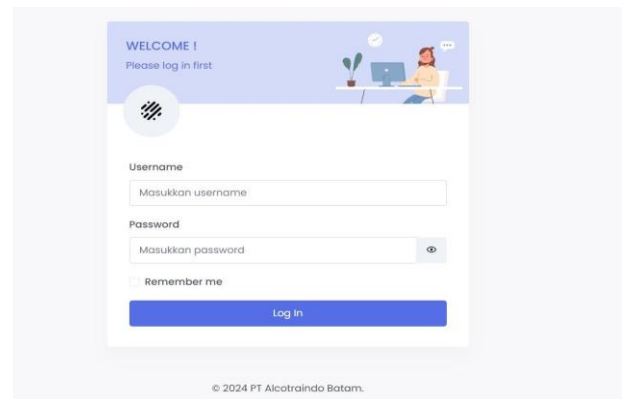 WELCOME !
Please log in first
Username
Masukkan username
Password
Masukkan password
Remember me
Log In
© 2024 PT Alcotraindo Batam.